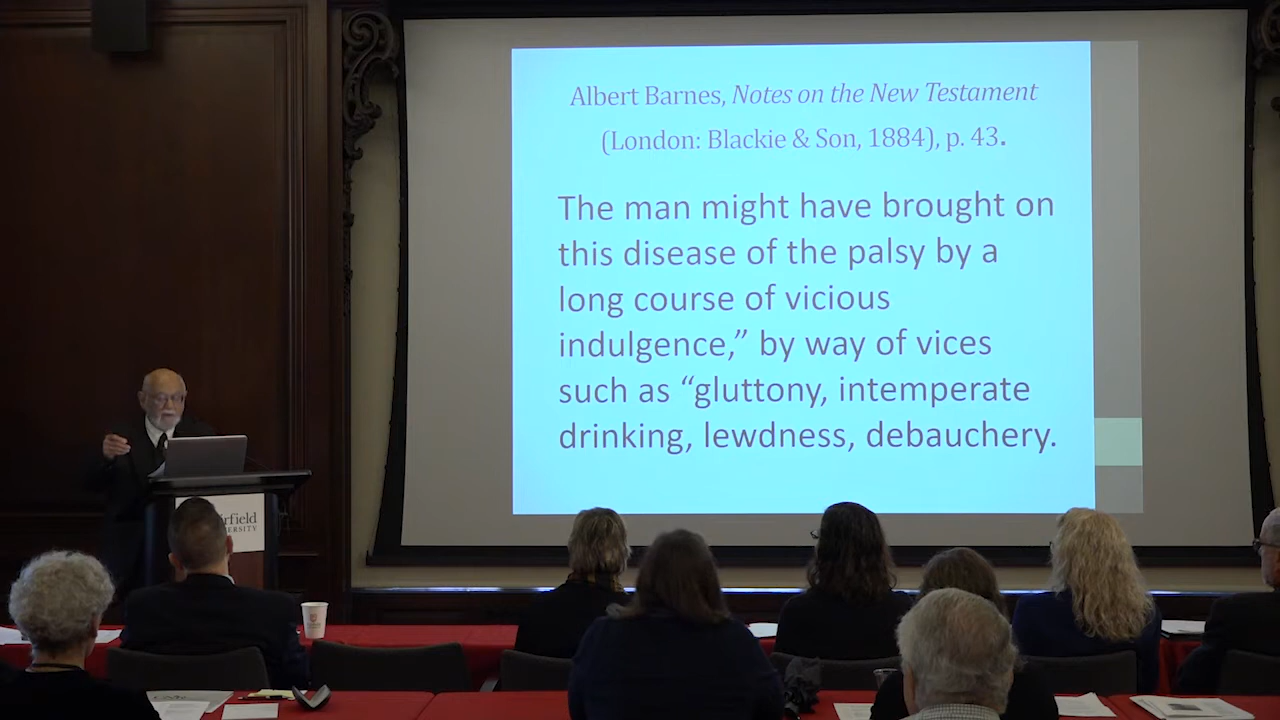 Albert Barnes, Notes on the New Testament
(London: Blackie & Son, 1884), p. 43.
The man might have brought on
this disease of the palsy by a
long course of vicious
indulgence,” by way of vices
such as “gluttony, intemperate
drinking, lewdness, debauchery.